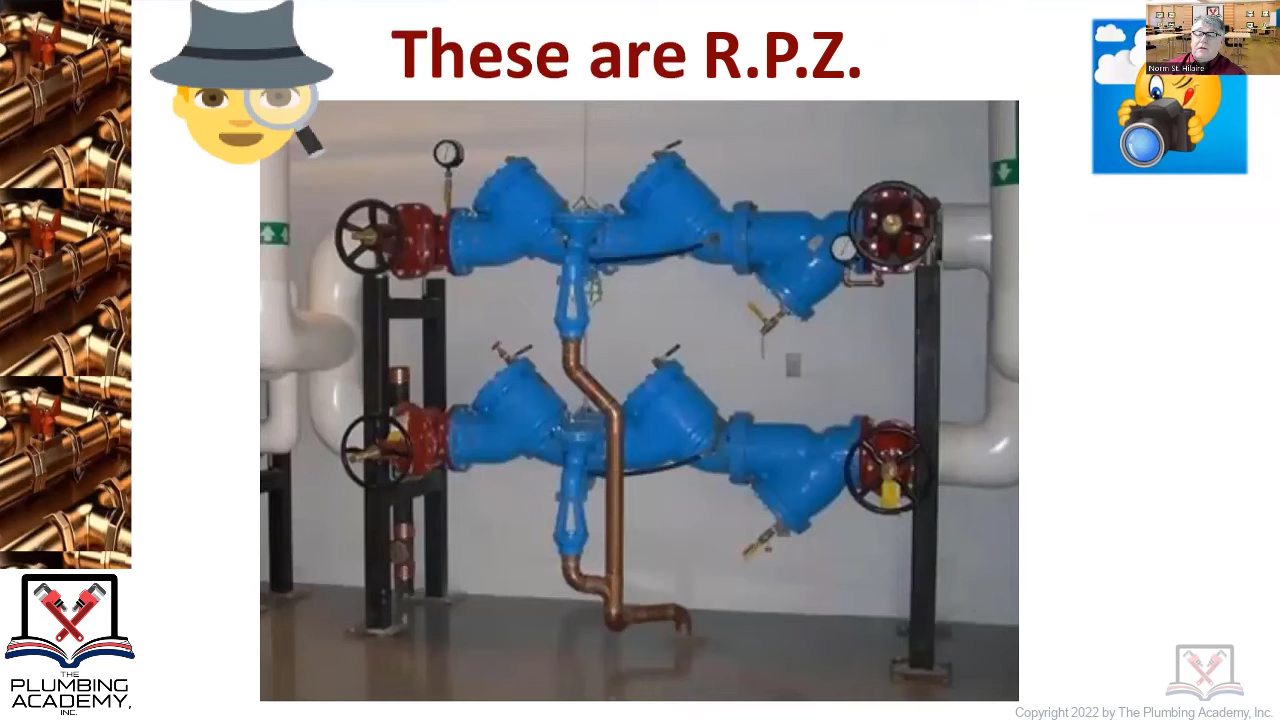 These are R.P.Z.
Norm St. Hilaire
THE
PLUMBING
ACADEMY,
INC.
Copyright 2022 by The Plumbing Academy, Inc.